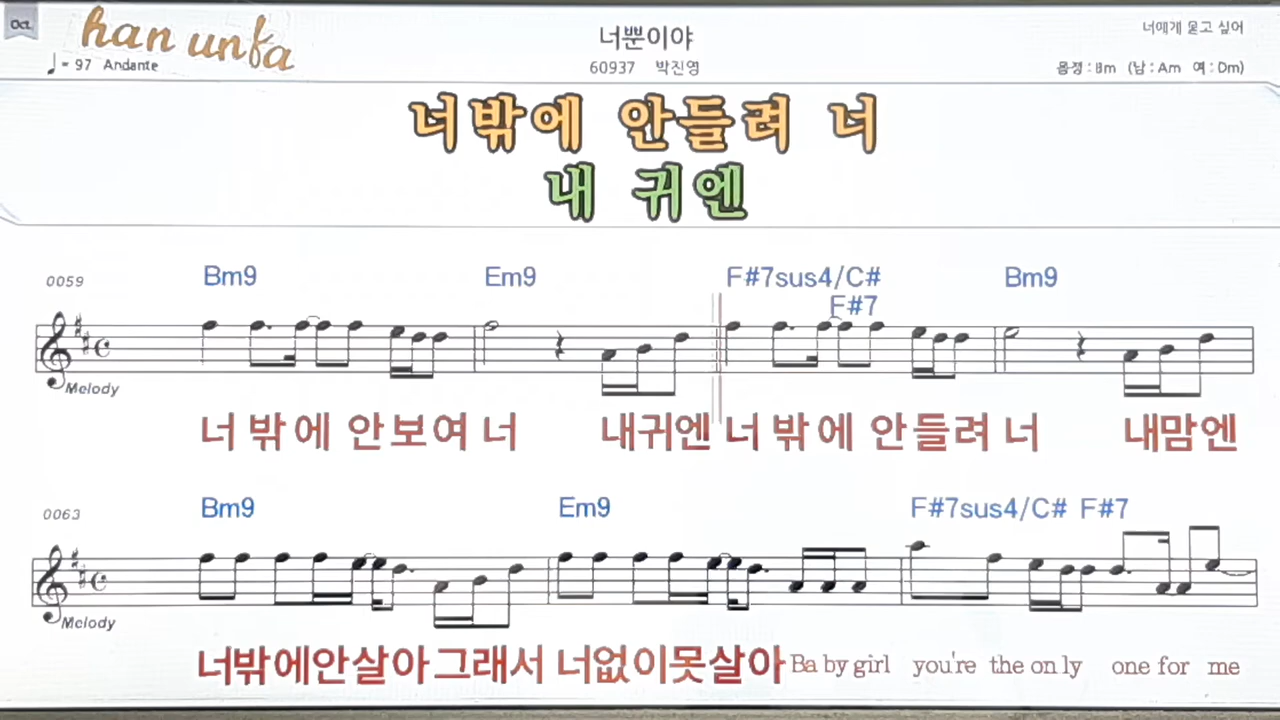 Oct.
han unfa
너뿐이야
너에게 묻고 싶어
♩= 97 Andante
60937 박진영
음정 : Bm (남 : Am 여 : Dm)
너밖에 안들려 너
내 귀엔
0059 Bm9 Em9 F#7sus4/C# Bm9
F#7
Melody
너 밖에 안보여 너 내귀엔 너 밖에 안들려 너 내맘엔
0063 Bm9 Em9 F#7sus4/C# F#7
Melody
너밖에안살아그래서 너없이못살아 Ba by girl you're the on ly one for me